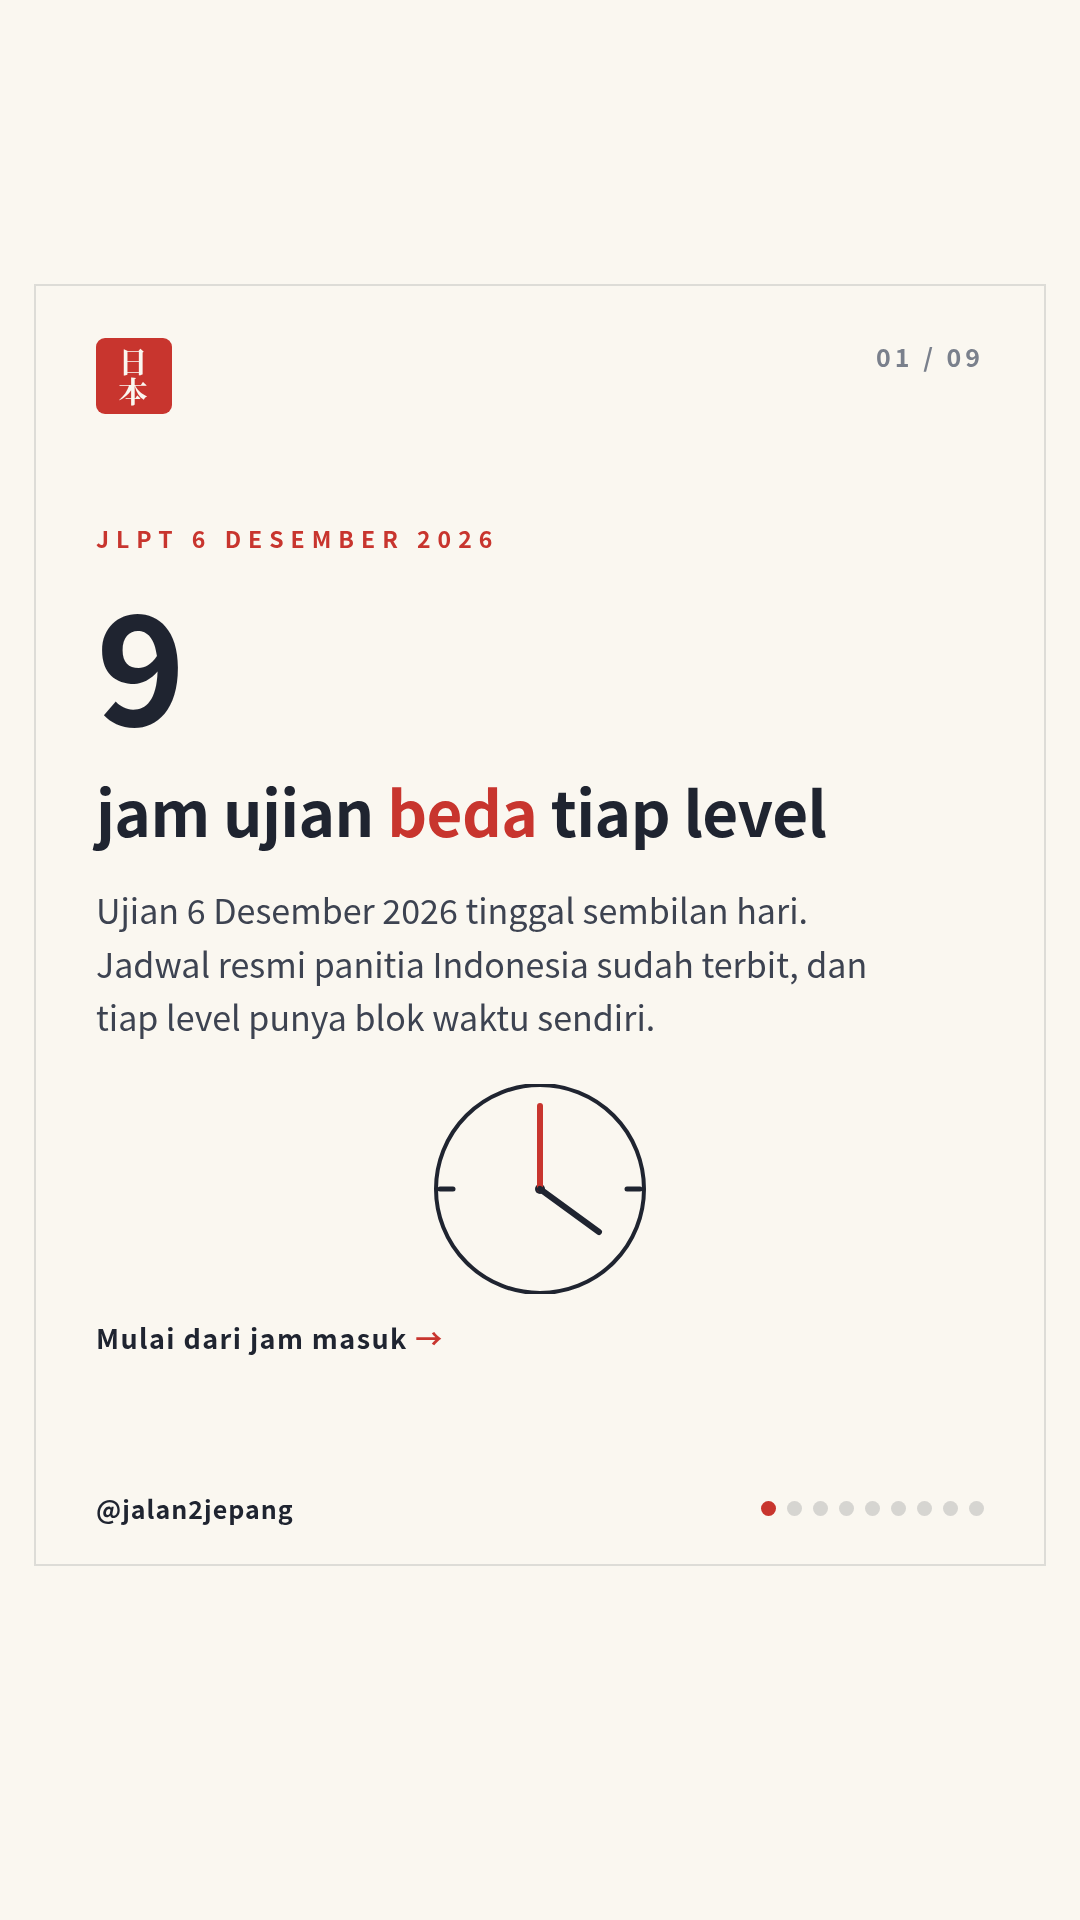 日
本
01 / 09
JLPT 6 DESEMBER 2026
9
jam ujian beda tiap level
Ujian 6 Desember 2026 tinggal sembilan hari.
Jadwal resmi panitia Indonesia sudah terbit, dan
tiap level punya blok waktu sendiri.
Mulai dari jam masuk →
@jalan2jepang